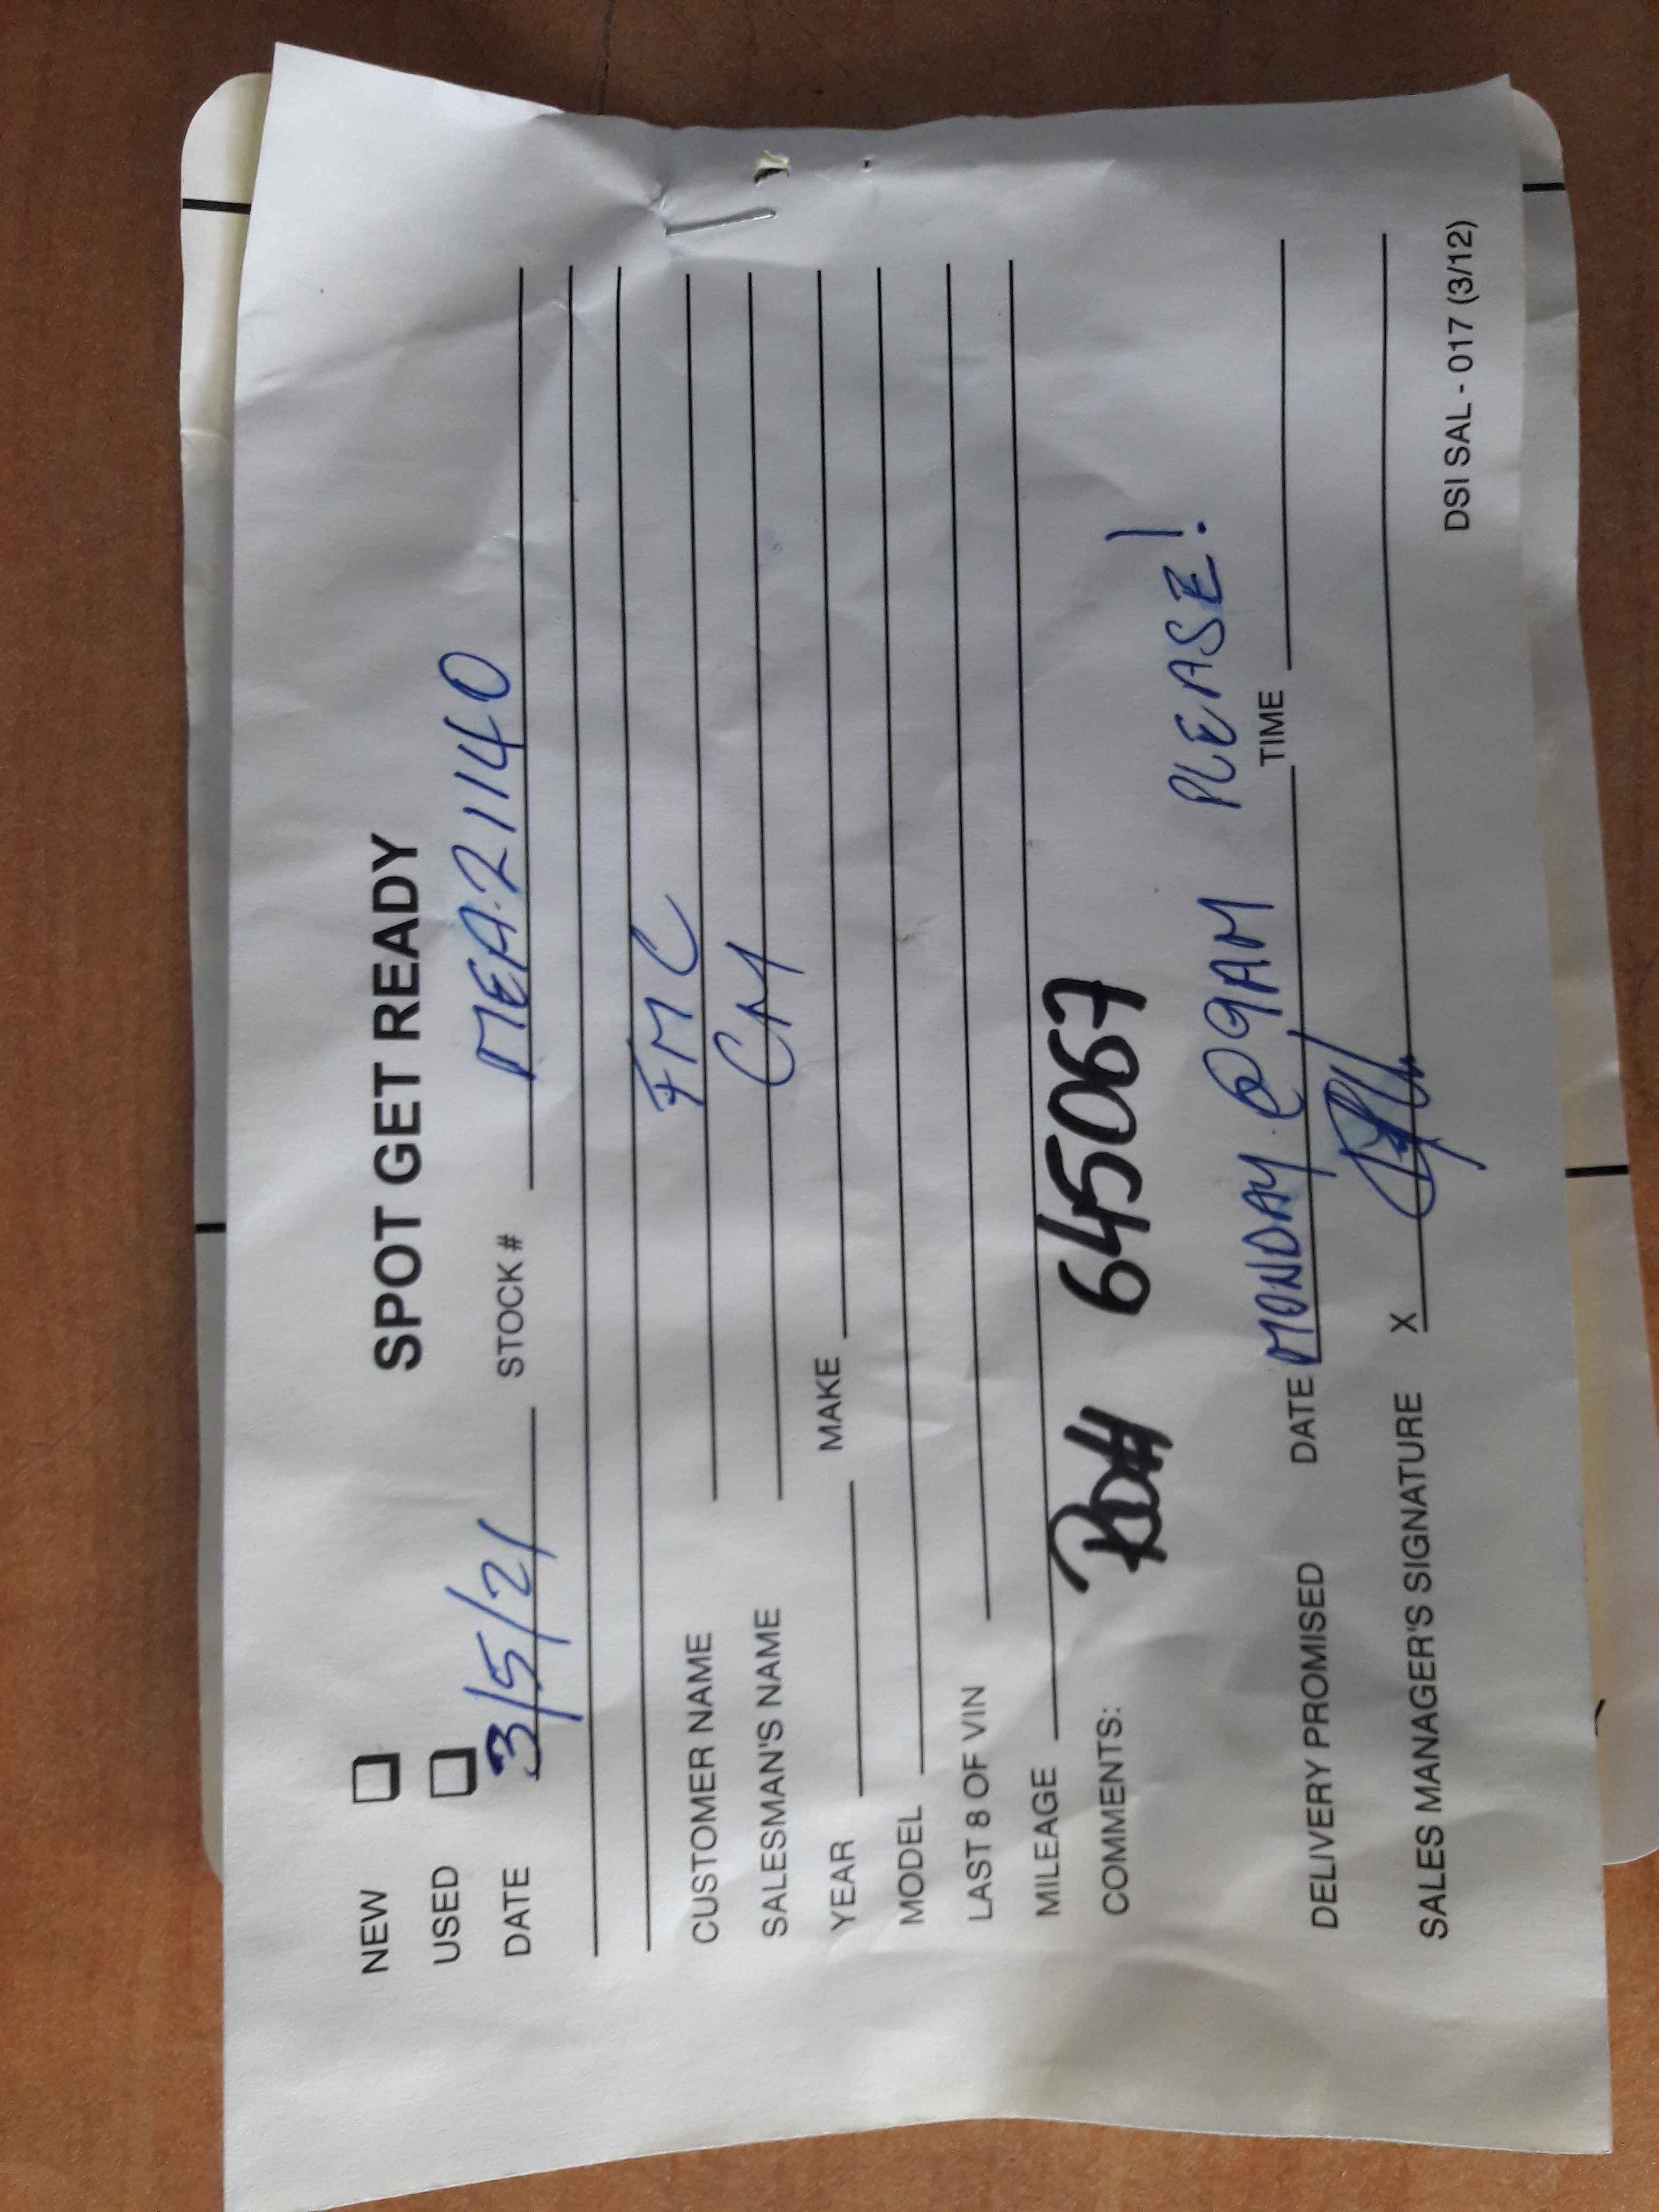 SPOT GET READY
NEW
USED
DATE 3/5/21 STOCK # MEA21140
CUSTOMER NAME FMC
SALESMAN'S NAME CM
YEAR MAKE
MODEL
LAST 8 OF VIN
MILEAGE
COMMENTS: RO# 645067
DELIVERY PROMISED DATE MONDAY @ 9AM PLEASE! TIME
SALES MANAGER'S SIGNATURE X
DSI SAL - 017 (3/12)